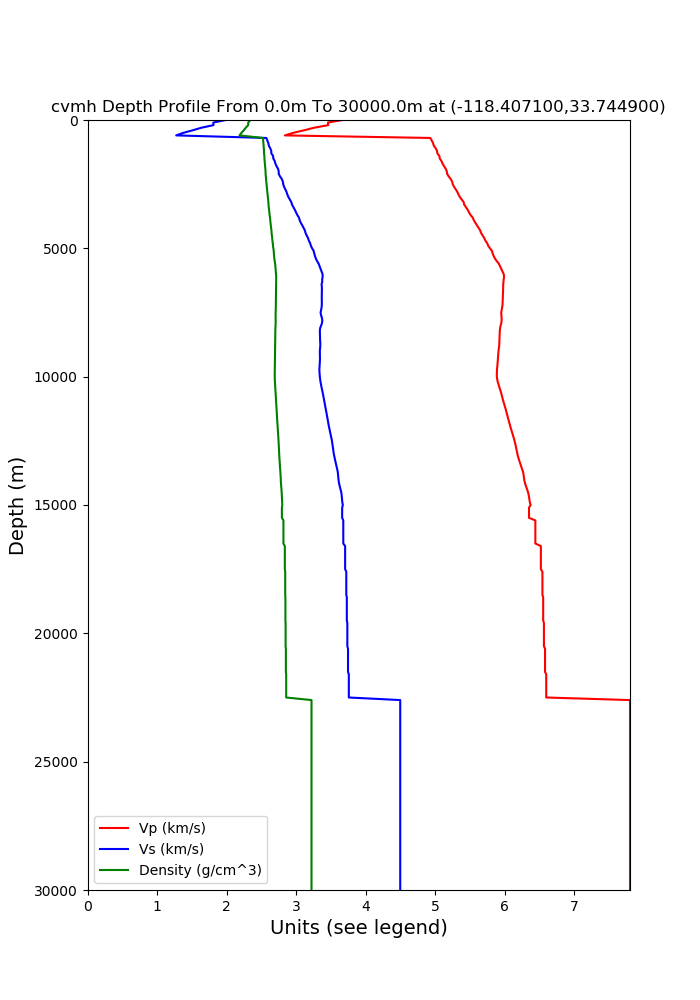 cvmh Depth Profile From 0.0m To 30000.0m at (-118.407100,33.744900)
0
5000
10000
15000
20000
25000
30000
Depth (m)
Vp (km/s)
Vs (km/s)
Density (g/cm^3)
0 1 2 3 4 5 6 7
Units (see legend)